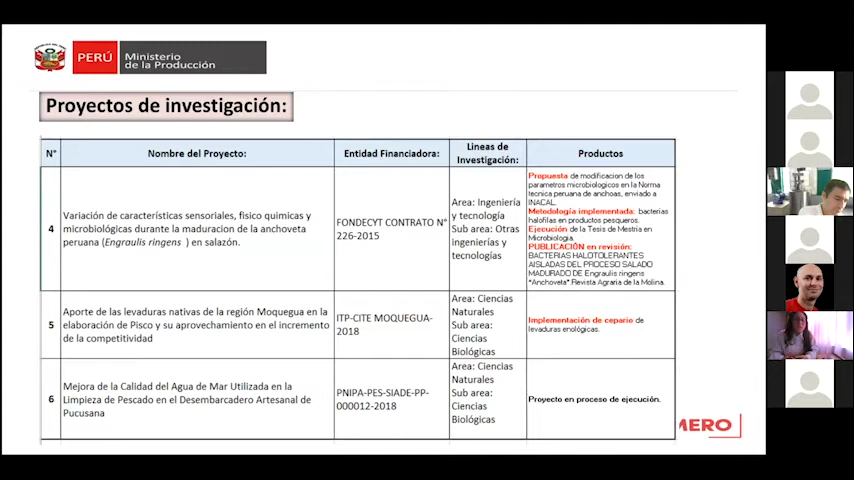 PERÚ
Ministerio
de la Producción
Proyectos de investigación:
N°
Nombre del Proyecto:
Entidad Financiadora:
Lineas de
Investigación:
Productos
4
Variación de características sensoriales, fisico quimicas y
microbiológicas durante la maduracion de la anchoveta
peruana (Engraulis ringens ) en salazón.
FONDECYT CONTRATO N°
226-2015
Area: Ingeniería
y tecnología
Sub area: Otras
ingenierías y
tecnologías
Propuesta de modificacion de los
parametros microbiologicos en la Norma
tecnica peruana de anchoas, enviado a
INACAL.
Metodología implementada: bacterias
halofilas en productos pesqueros.
Ejecución de la Tesis de Mestria en
Microbiologia.
PUBLICACIÓN en revisión:
BACTERIAS HALOTOLERANTES
AISLADAS DEL PROCESO SALADO
MADURADO DE Engraulis ringens
"Anchoveta".Revista Agraria de la Molina.
5
Aporte de las levaduras nativas de la región Moquegua en la
elaboración de Pisco y su aprovechamiento en el incremento
de la competitividad
ITP-CITE MOQUEGUA-
2018
Area: Ciencias
Naturales
Sub area:
Ciencias
Biológicas
Implementación de cepario de
levaduras enológicas.
6
Mejora de la Calidad del Agua de Mar Utilizada en la
Limpieza de Pescado en el Desembarcadero Artesanal de
Pucusana
PNIPA-PES-SIADE-PP-
000012-2018
Area: Ciencias
Naturales
Sub area:
Ciencias
Biológicas
Proyecto en proceso de ejecución.
MERO